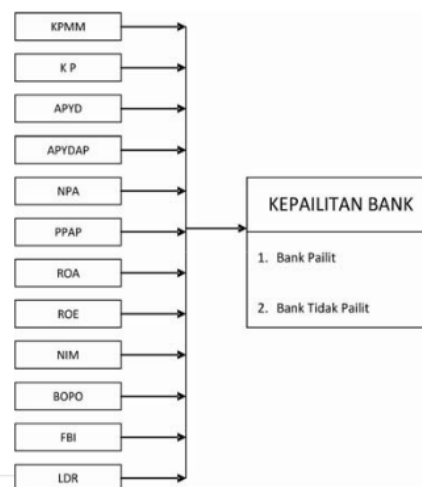 KPMM
K P
APYD
APYDAP
NPA
PPAP
ROA
ROE
NIM
BOPO
FBI
LDR
KEPAILITAN BANK
1. Bank Pailit
2. Bank Tidak Pailit